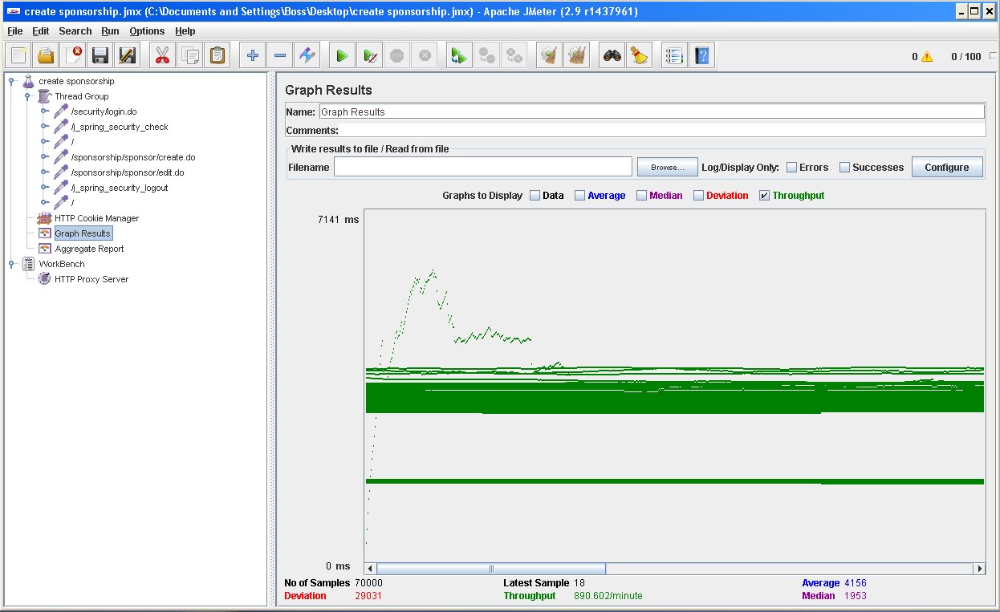 create sponsorship.jmx (C:\Documents and Settings\Boss\Desktop\create sponsorship.jmx) - Apache JMeter (2.9 r1437961)
File Edit Search Run Options Help
0 0 / 100
create sponsorship
Thread Group
/security/login.do
/j_spring_security_check
/
/sponsorship/sponsor/create.do
/sponsorship/sponsor/edit.do
/j_spring_security_logout
/
HTTP Cookie Manager
Graph Results
Aggregate Report
WorkBench
HTTP Proxy Server
Graph Results
Name: Graph Results
Comments:
Write results to file / Read from file
Filename Browse... Log/Display Only: Errors Successes Configure
Graphs to Display Data Average Median Deviation Throughput
7141 ms
0 ms
No of Samples 70000 Latest Sample 18 Average 4156
Deviation 29031 Throughput 890.602/minute Median 1953